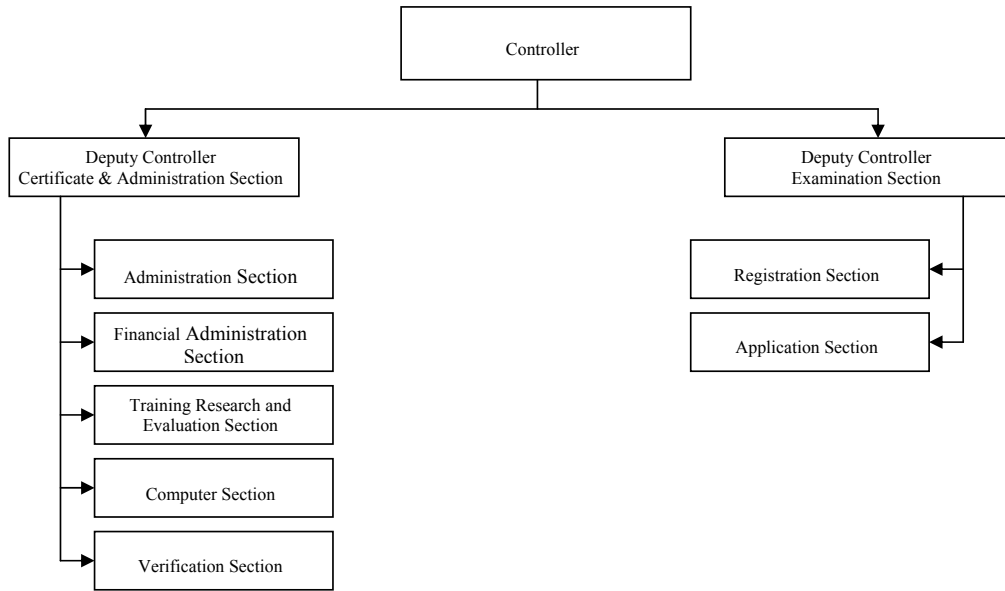 Controller
Deputy Controller
Certificate & Administration Section
Deputy Controller
Examination Section
Administration Section
Financial Administration
Section
Training Research and
Evaluation Section
Computer Section
Verification Section
Registration Section
Application Section